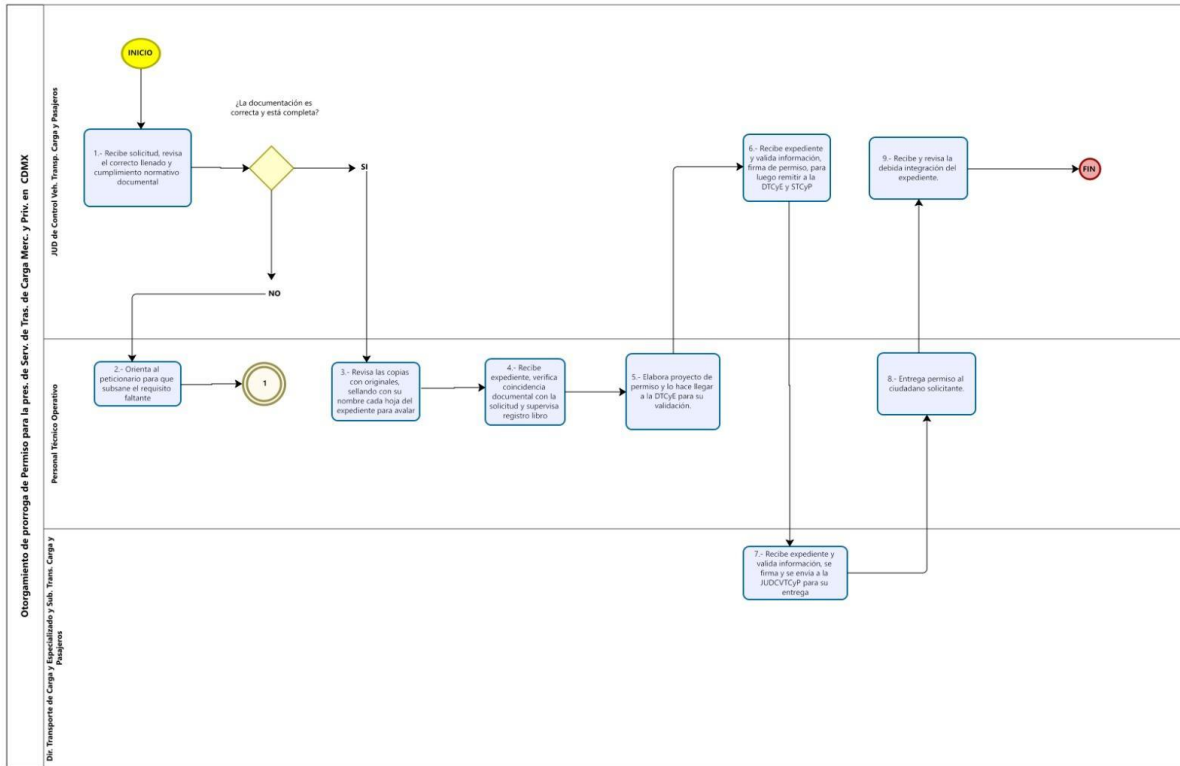 Otorgamiento de prorroga de Permiso para la pres. de Serv. de Tras. de Carga Merc. y Priv. en CDMX
JUD de Control Veh. Transp. Carga y Pasajeros
INICIO
¿La documentación es
correcta y está completa?
1.- Recibe solicitud, revisa
el correcto llenado y
cumplimiento normativo
documental
SI
NO
6.- Recibe expediente
y valida información,
firma de permiso, para
luego remitir a la
DTCyE y STCyP
9.- Recibe y revisa la
debida integración del
expediente.
FIN
Personal Técnico Operativo
2.- Orienta al
peticionario para que
subsane el requisito
faltante
1
3.- Revisa las copias
con originales,
sellando con su
nombre cada hoja del
expediente para avalar
4.- Recibe
expediente, verifica
coincidencia
documental con la
solicitud y supervisa
registro libro
5.- Elabora proyecto de
permiso y lo hace llegar
a la DTCyE para su
validación.
8.- Entrega permiso al
ciudadano solicitante.
Dir. Transporte de Carga y Especializado y Sub. Trans. Carga y
Pasajeros
7.- Recibe expediente y
valida información, se
firma y se envía a la
JUDCVTCyP para su
entrega